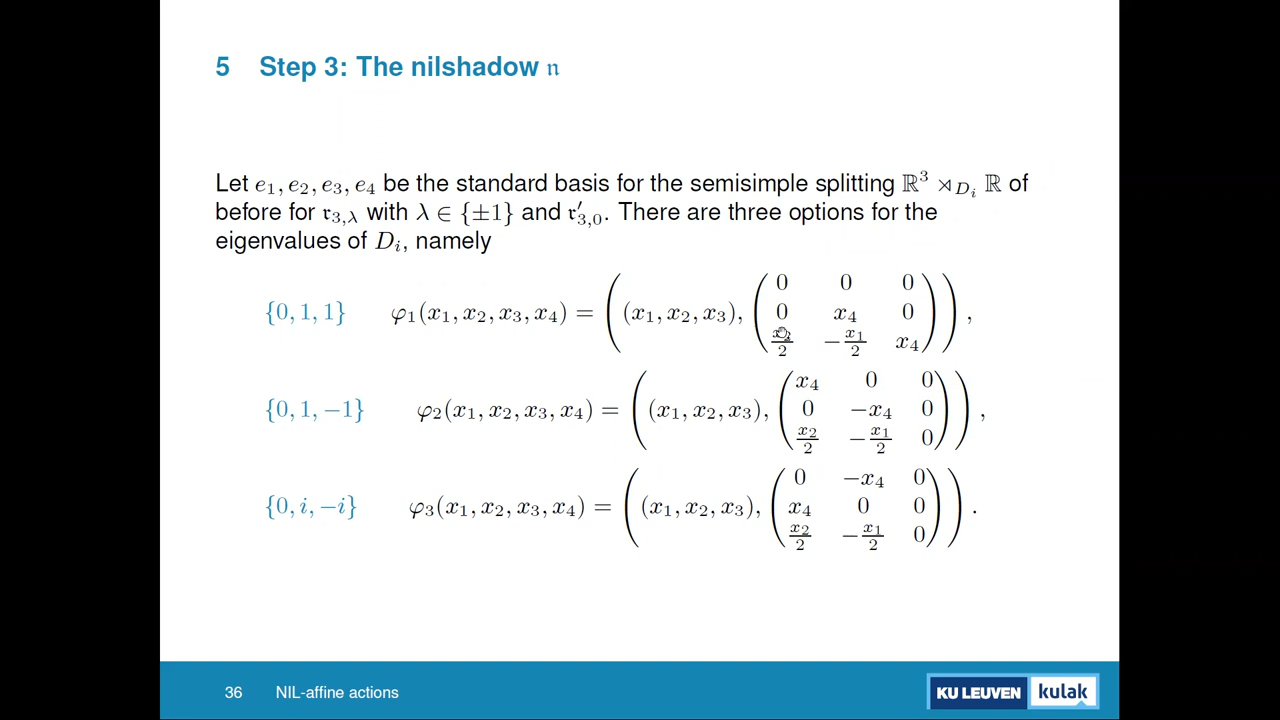 5 Step 3: The nilshadow 𝔫
Let e₁, e₂, e₃, e₄ be the standard basis for the semisimple splitting ℝ³ ⋊_{D_i} ℝ of
before for 𝔯_{3,λ} with λ ∈ {±1} and 𝔯′_{3,0}. There are three options for the
eigenvalues of D_i, namely
{0, 1, 1} φ₁(x₁, x₂, x₃, x₄) = ( (x₁, x₂, x₃), ( 0 0 0
0 x₄ 0
x₂/2 −x₁/2 x₄ ) ),
{0, 1, −1} φ₂(x₁, x₂, x₃, x₄) = ( (x₁, x₂, x₃), ( x₄ 0 0
0 −x₄ 0
x₂/2 −x₁/2 0 ) ),
{0, i, −i} φ₃(x₁, x₂, x₃, x₄) = ( (x₁, x₂, x₃), ( 0 −x₄ 0
x₄ 0 0
x₂/2 −x₁/2 0 ) ).
36 NIL-affine actions
KU LEUVEN kulak